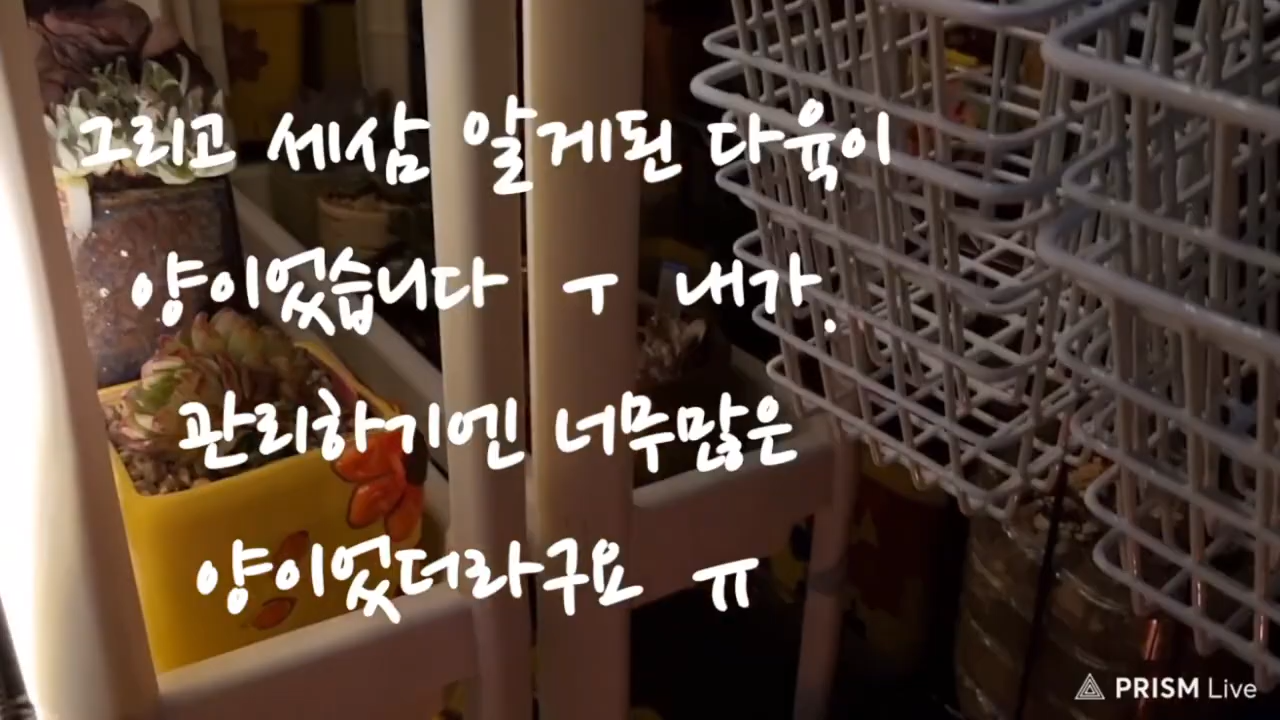 그리고 세삼 알게된 다육이
양이었습니다 ㅜ 내가.
관리하기엔 너무많은
양이었더라구요 ㅠ
PRISM Live